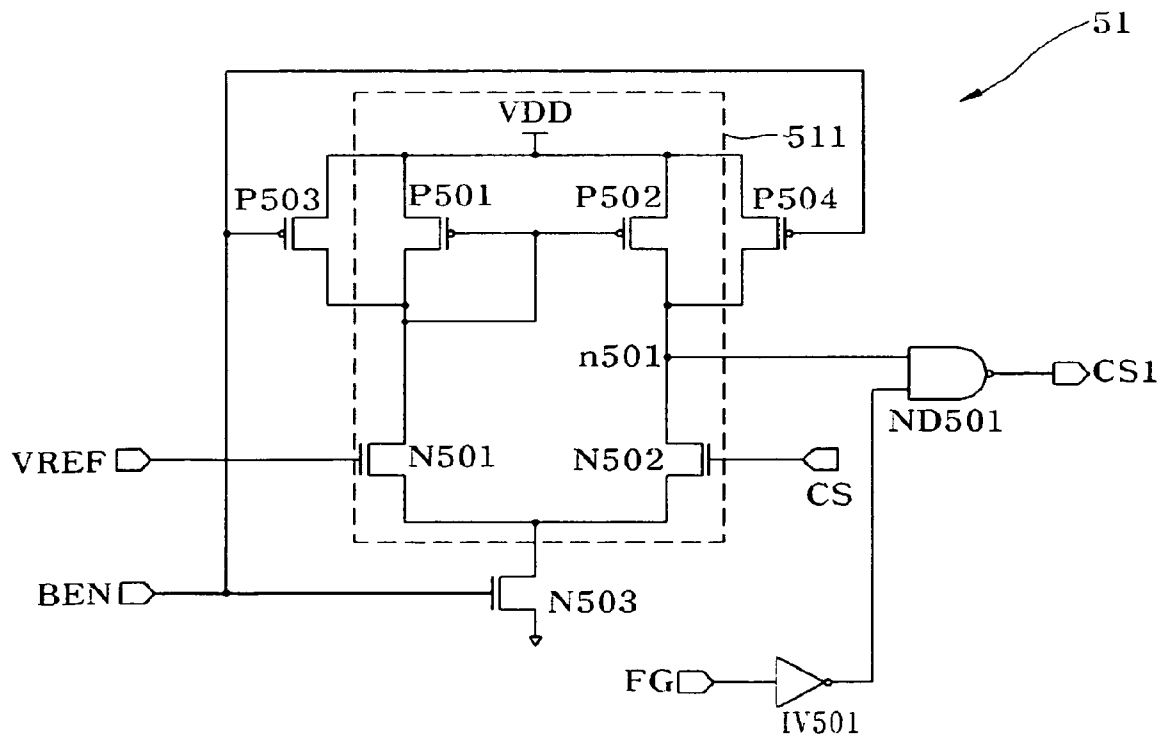 51
VDD
511
P503
P501
P502
P504
n501
CS1
ND501
VREF
N501
N502
CS
BEN
N503
FG
IV501